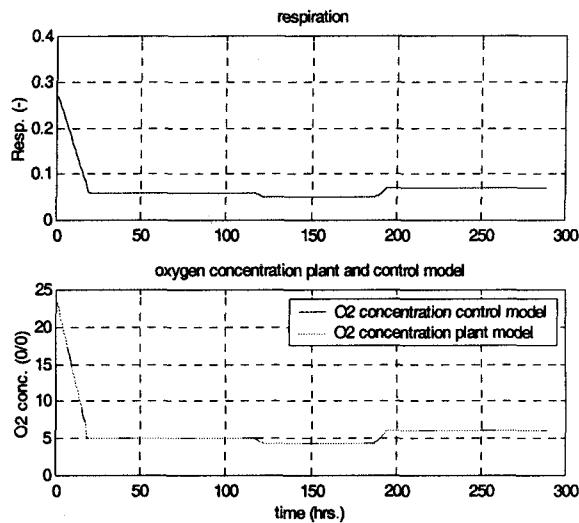 respiration
Resp. (-)
0.4
0.3
0.2
0.1
0
0 50 100 150 200 250 300
oxygen concentration plant and control model
O2 conc. (0/0)
25
20
15
10
5
0
O2 concentration control model
O2 concentration plant model
0 50 100 150 200 250 300
time (hrs.)